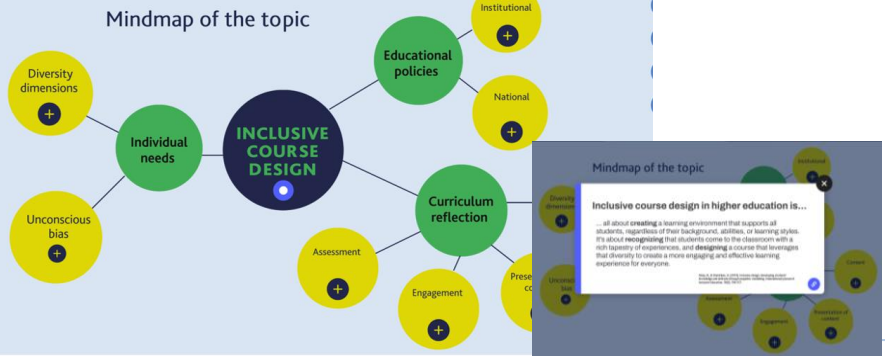 Mindmap of the topic
Institutional
Educational
policies
National
Diversity
dimensions
Individual
needs
INCLUSIVE
COURSE
DESIGN
Unconscious
bias
Curriculum
reflection
Assessment
Engagement
Mindmap of the topic
Institutional
Diversity
Inclusive course design in higher education is...
... all about creating a learning environment that supports all
students, regardless of their background, abilities, or learning styles.
It's about recognizing that students come to the classroom with a
rich tapestry of experiences, and designing a course that leverages
that diversity to create a more engaging and effective learning
experience for everyone.
Content
Assessment
Engagement
Presentation of
content